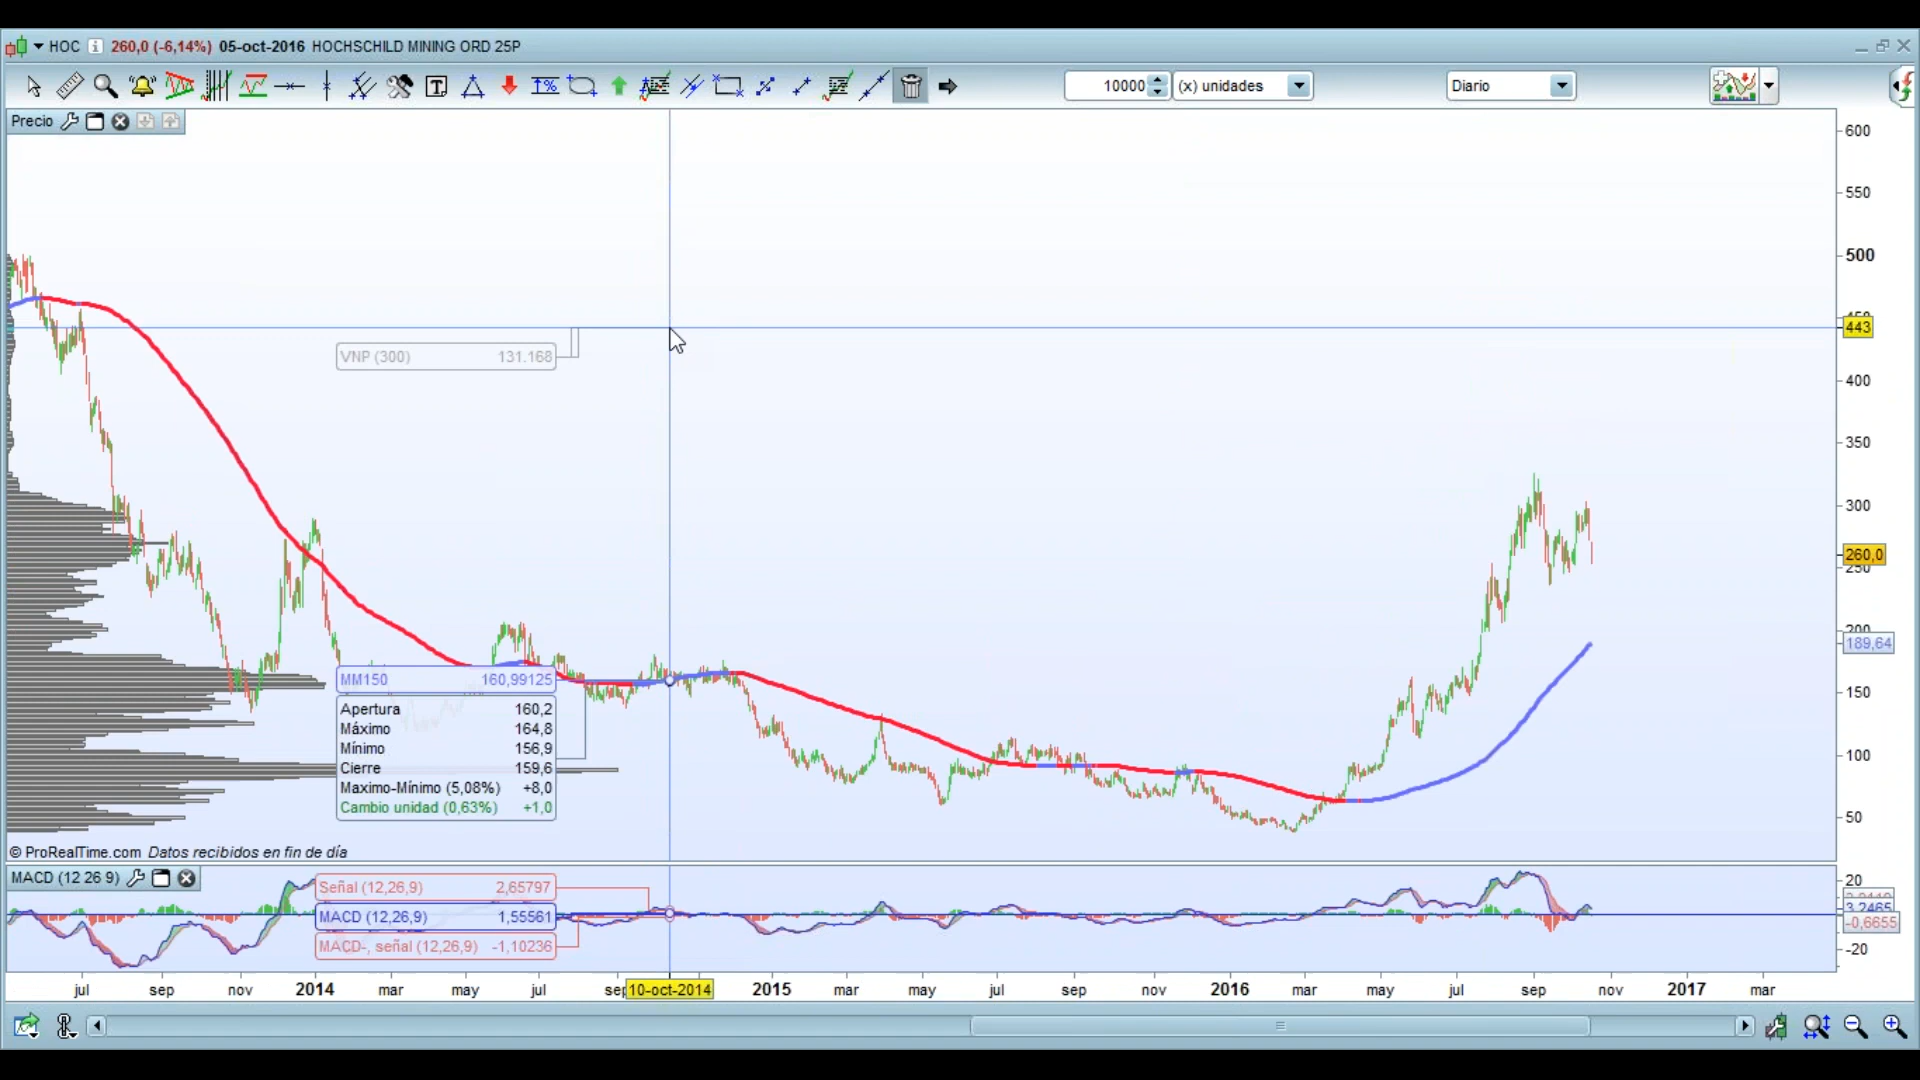 HOC 260,0 (-6,14%) 05-oct-2016 HOCHSCHILD MINING ORD 25P
10000 (x) unidades Diario
Precio
600
550
500
443
400
350
300
260,0
250
200
189,64
150
100
50
VNP (300) 131.168
MM150 160,99125
Apertura 160,2
Máximo 164,8
Mínimo 156,9
Cierre 159,6
Maximo-Mínimo (5,08%) +8,0
Cambio unidad (0,63%) +1,0
© ProRealTime.com Datos recibidos en fin de día
MACD (12 26 9)
Señal (12,26,9) 2,65797
MACD (12,26,9) 1,55561
MACD-, señal (12,26,9) -1,10236
20
3,2465
-0,6655
-20
jul sep nov 2014 mar may jul sep 10-oct-2014 2015 mar may jul sep nov 2016 mar may jul sep nov 2017 mar